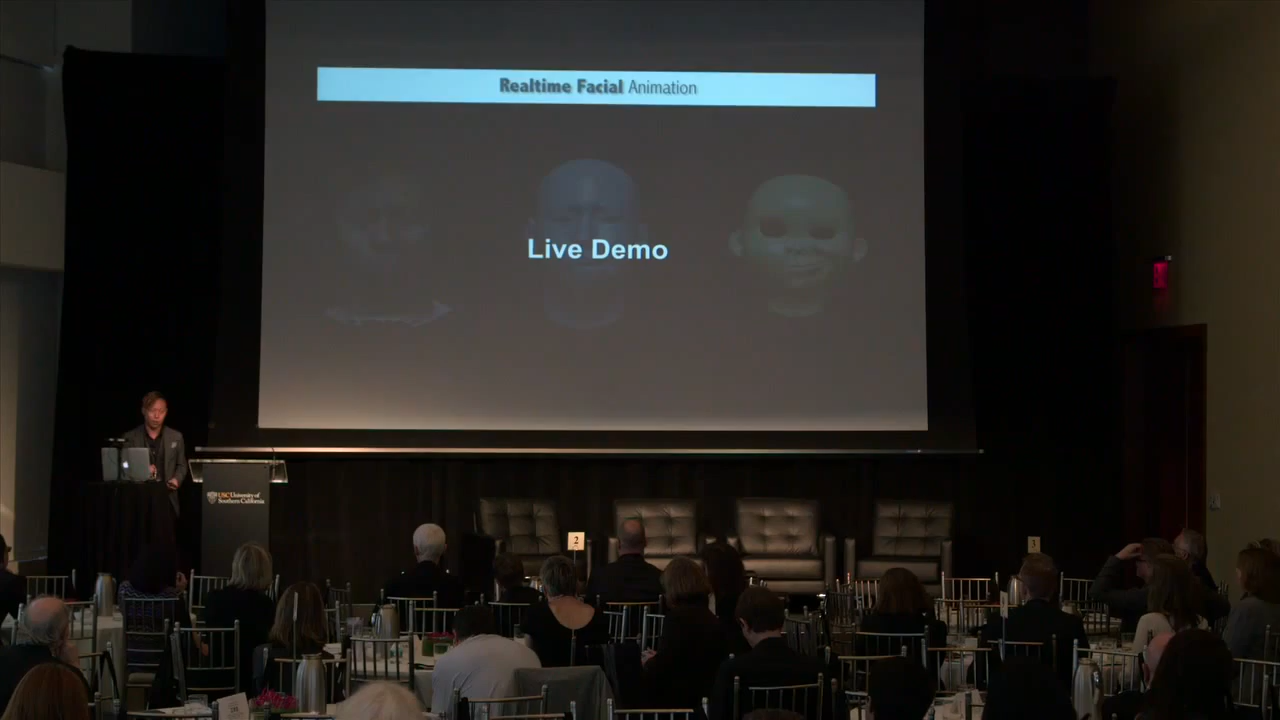 Realtime Facial Animation
Live Demo
USC University of
Southern California
2
3